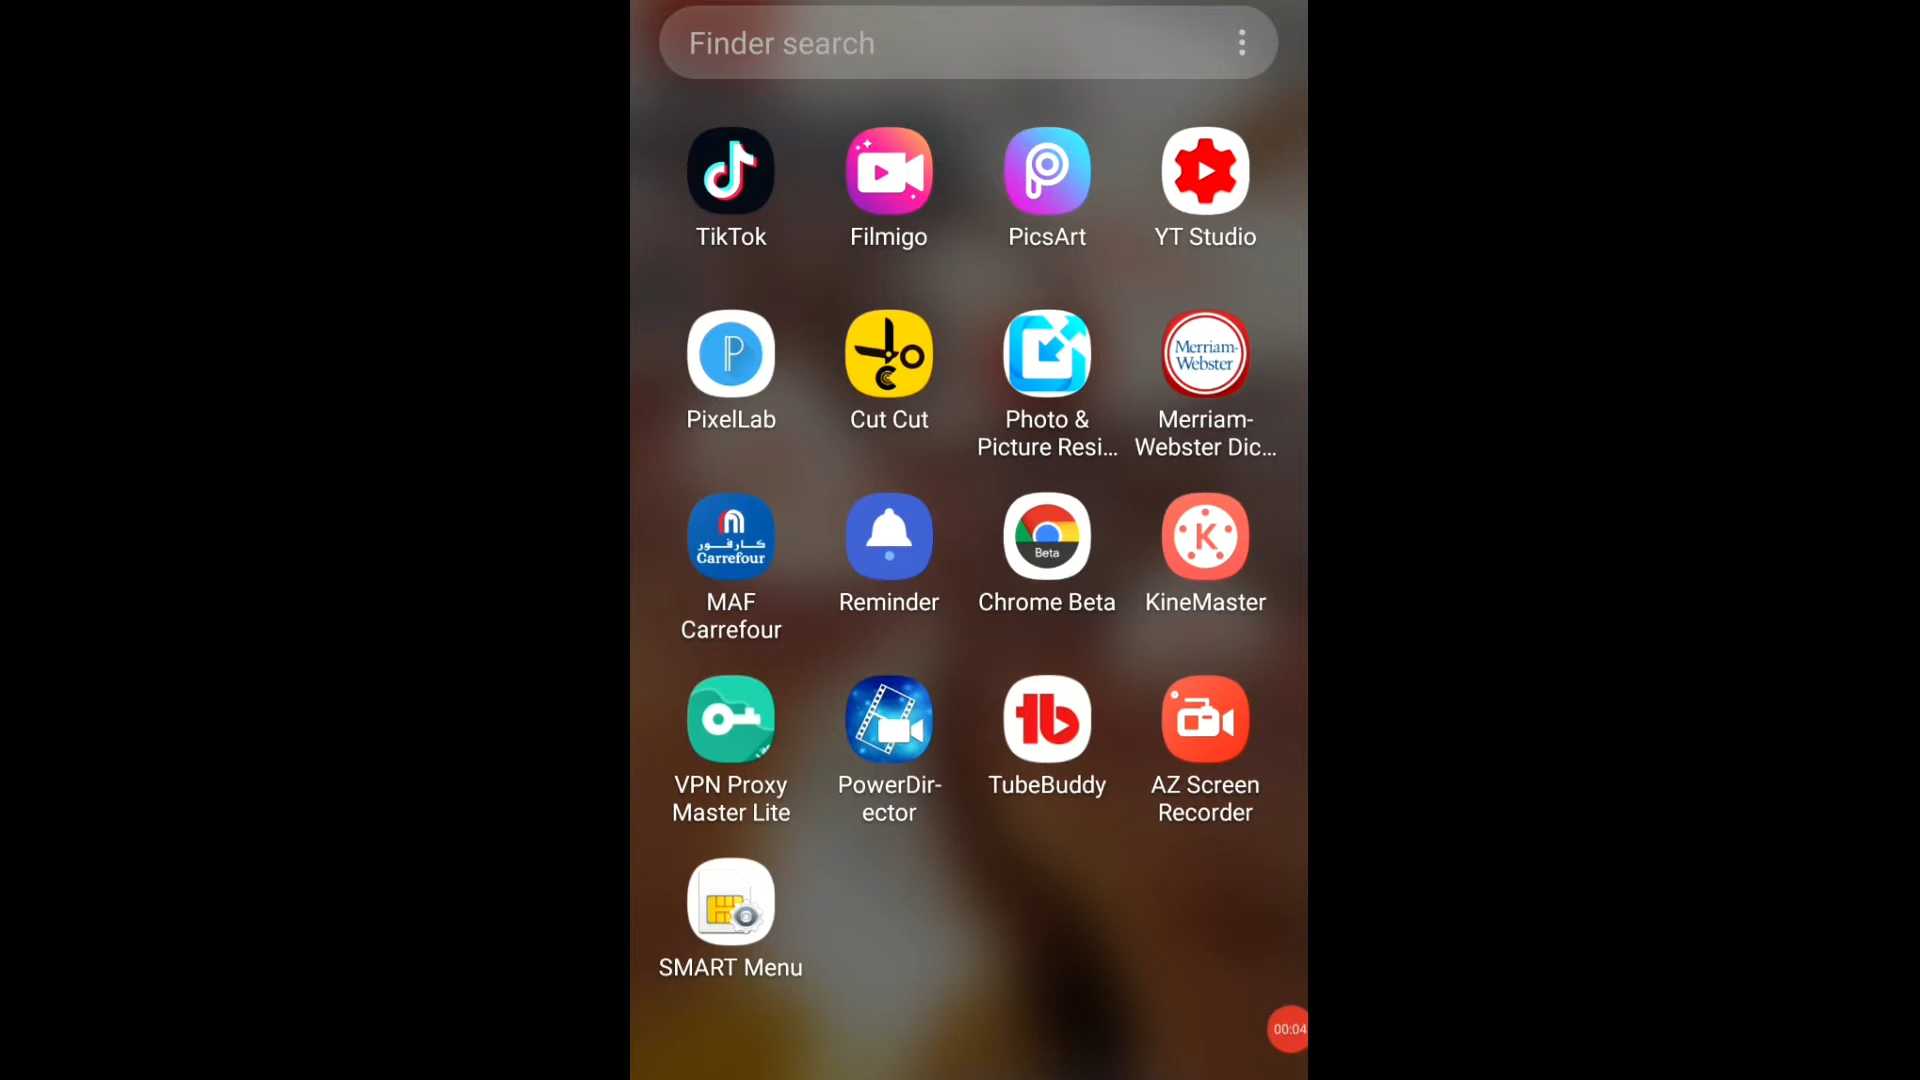 Finder search
TikTok
Filmigo
PicsArt
YT Studio
PixelLab
Cut Cut
Photo &
Picture Resi...
Merriam-
Webster
Merriam-
Webster Dic...
كارفور
Carrefour
MAF
Carrefour
Reminder
Beta
Chrome Beta
K
KineMaster
Lite
VPN Proxy
Master Lite
PowerDir-
ector
TubeBuddy
AZ Screen
Recorder
SMART Menu
00:04